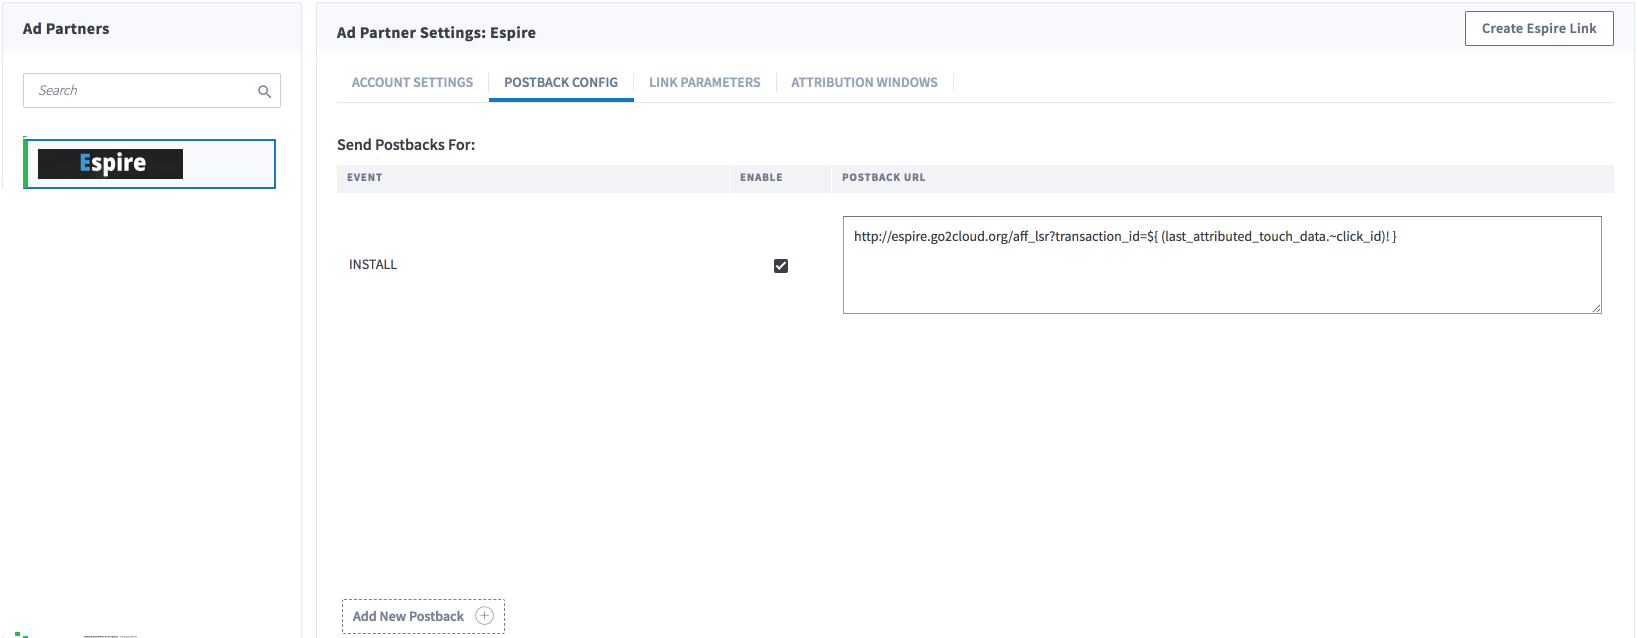 Ad Partners
Search
Espire
Ad Partner Settings: Espire
Create Espire Link
ACCOUNT SETTINGS
POSTBACK CONFIG
LINK PARAMETERS
ATTRIBUTION WINDOWS
Send Postbacks For:
EVENT
ENABLE
POSTBACK URL
INSTALL
http://espire.go2cloud.org/aff_lsr?transaction_id=${ (last_attributed_touch_data.~click_id)! }
Add New Postback